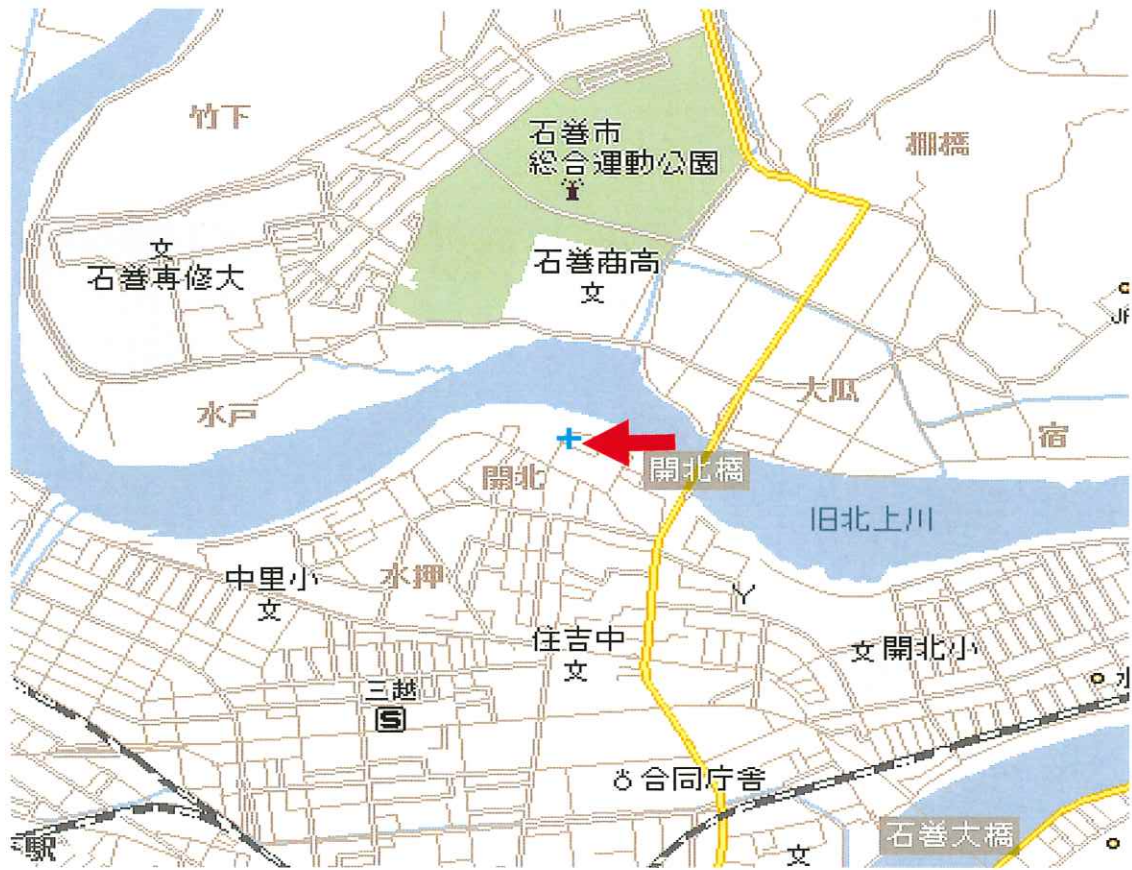 竹下
石巻市
総合運動公園
棚橋
文
石巻専修大
石巻商高
文
水戸
大瓜
宿
開北
開北橋
旧北上川
中里小
文
水押
住吉中
文
文 開北小
三越
S
合同庁舎
石巻大橋
駅
文